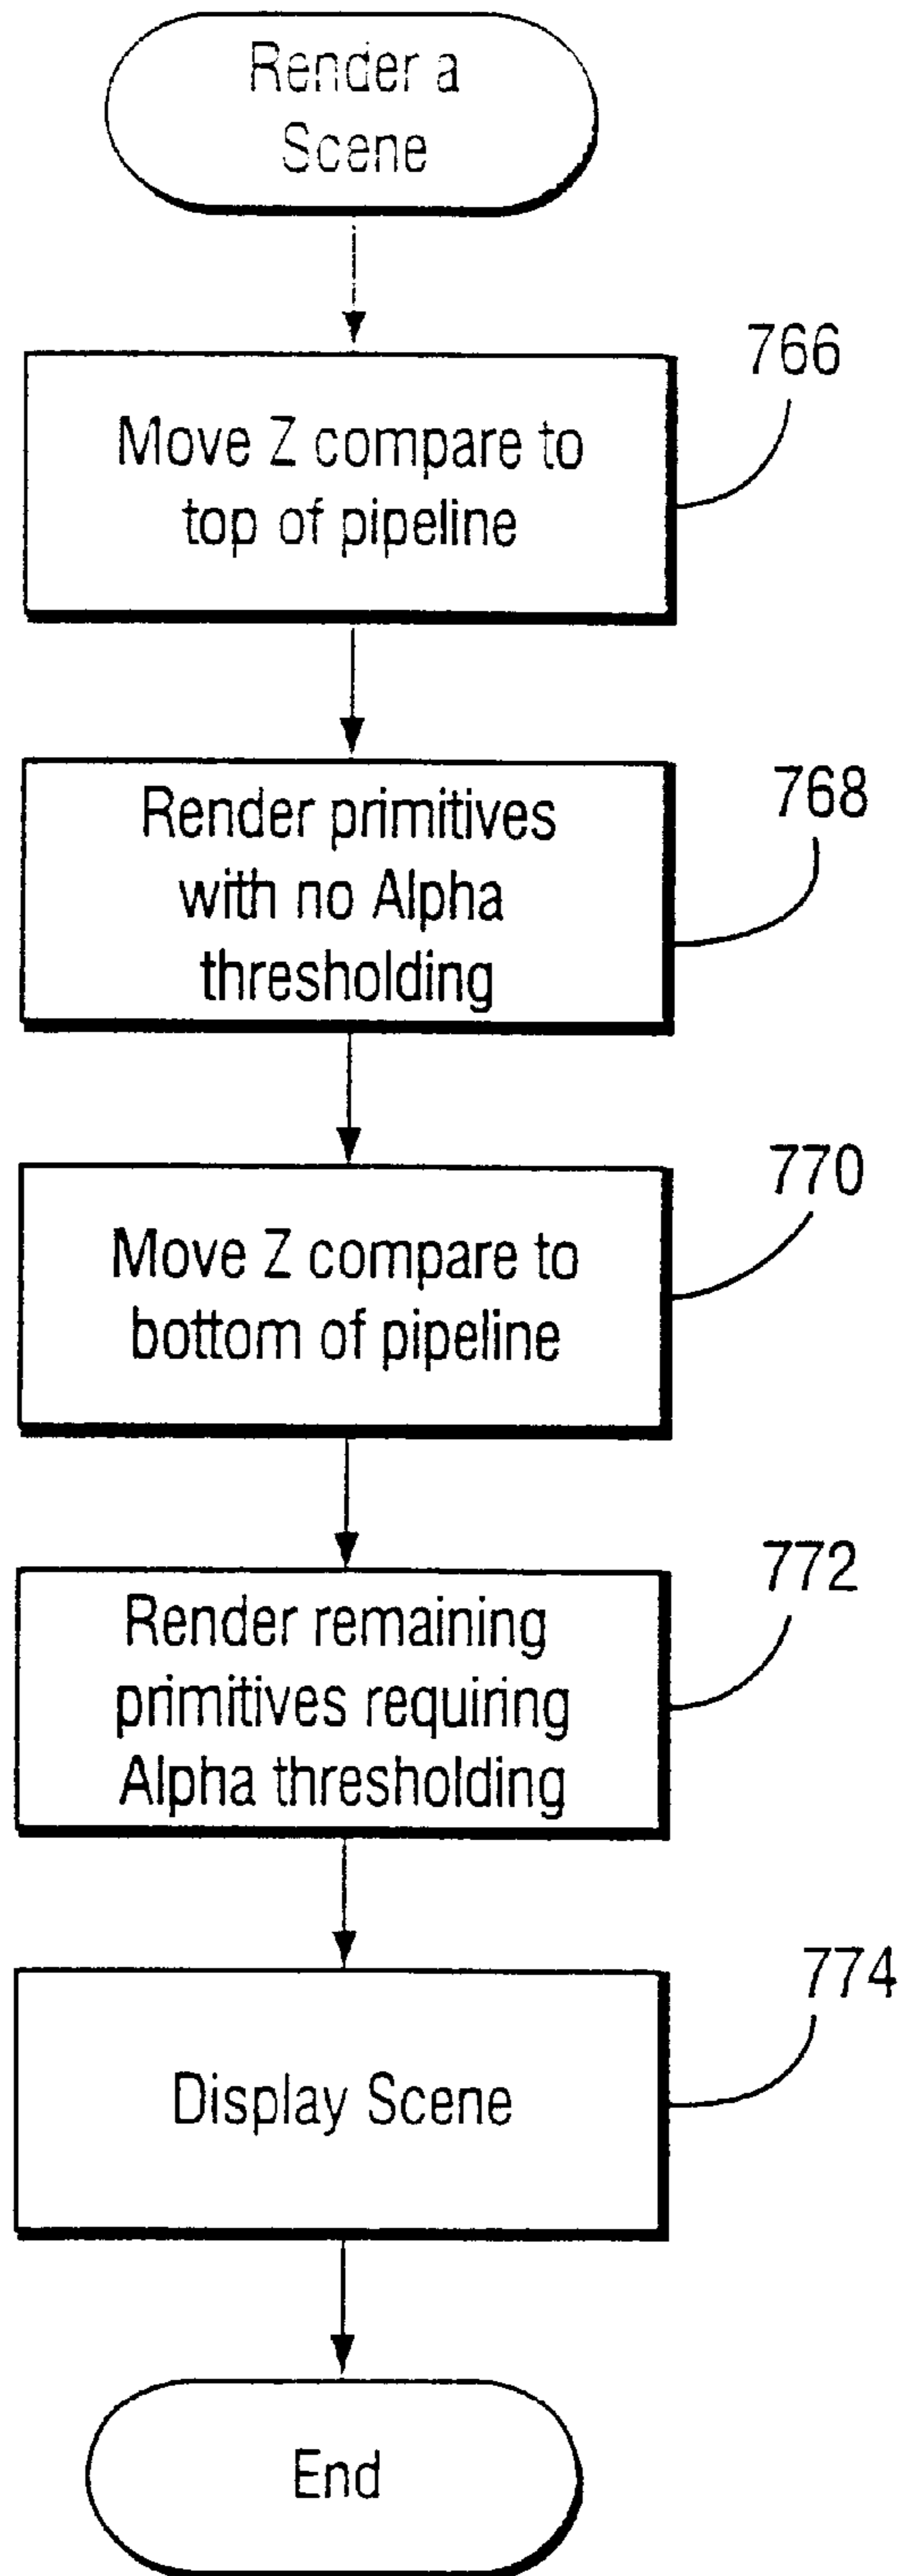 Render a
Scene
766
Move Z compare to
top of pipeline
768
Render primitives
with no Alpha
thresholding
770
Move Z compare to
bottom of pipeline
772
Render remaining
primitives requiring
Alpha thresholding
774
Display Scene
End